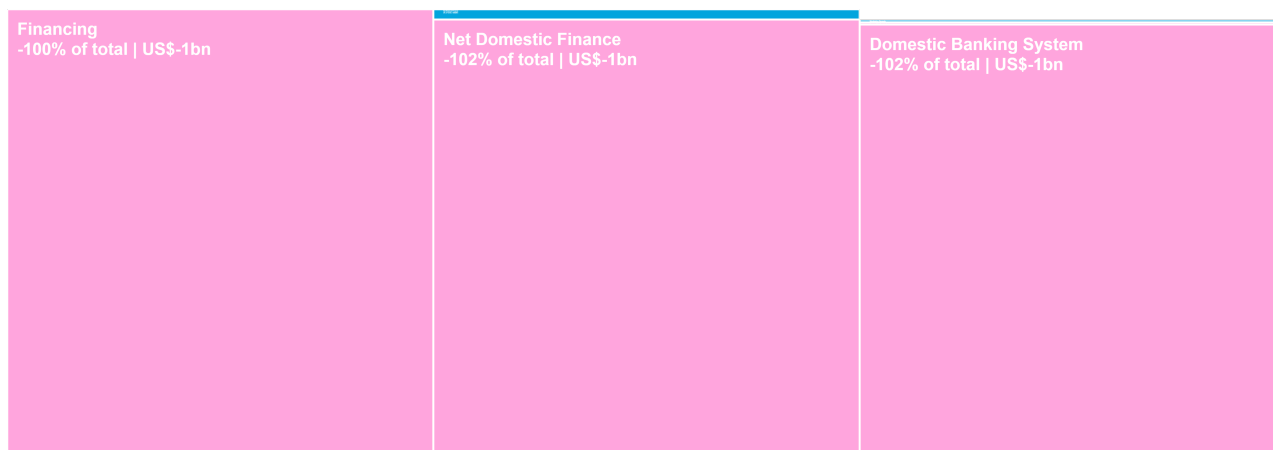 Financing
-100% of total | US$-1bn
Net Domestic Finance
-102% of total | US$-1bn
Domestic Banking System
-102% of total | US$-1bn